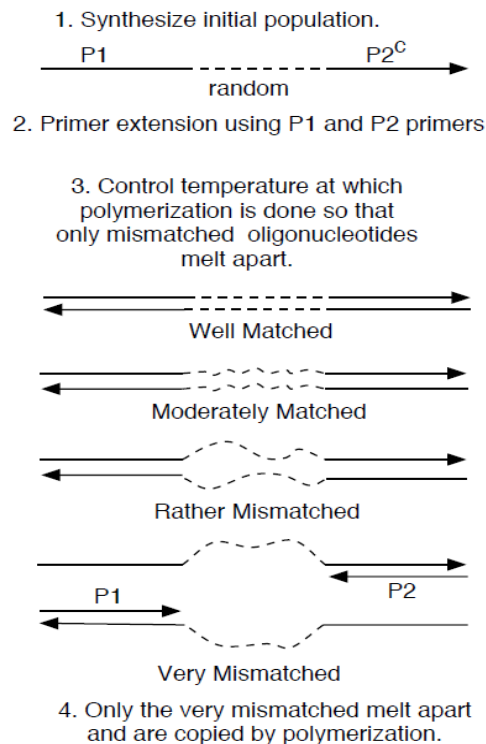 1. Synthesize initial population.
P1 P2ᶜ
random
2. Primer extension using P1 and P2 primers
3. Control temperature at which
polymerization is done so that
only mismatched oligonucleotides
melt apart.
Well Matched
Moderately Matched
Rather Mismatched
P1 P2
Very Mismatched
4. Only the very mismatched melt apart
and are copied by polymerization.